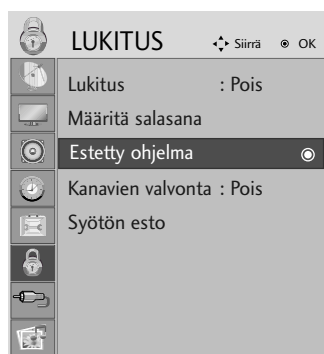 LUKITUS Siirrä OK
Lukitus : Pois
Määritä salasana
Estetty ohjelma
Kanavien valvonta : Pois
Syötön esto